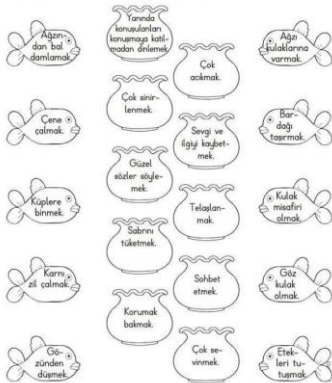 Ağzın-
dan bal
damlamak.
Çene
çalmak.
Küplere
binmek.
Karnı
zil çalmak.
Gö-
zünden
düşmek.
Yanında
konuşulanları
konuşmaya katıl-
madan dinlemek.
Çok
acıkmak.
Çok sinir-
lenmek.
Sevgi ve
ilgiyi kaybet-
mek.
Güzel
sözler söyle-
mek.
Telaşlan-
mak.
Sabrını
tüketmek.
Sohbet
etmek.
Korumak
bakmak.
Çok se-
vinmek.
Ağzı
kulaklarına
varmak.
Bar-
dağı
taşırmak.
Kulak
misafiri
olmak.
Göz
kulak
olmak.
Etek-
leri tu-
tuşmak.